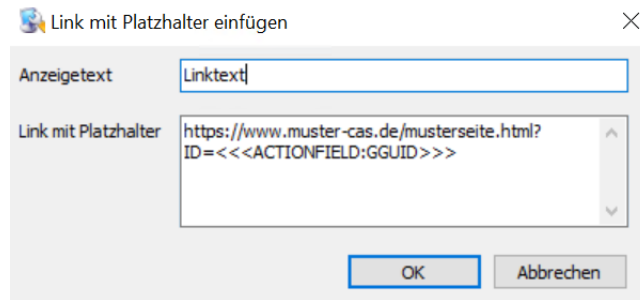 Link mit Platzhalter einfügen
Anzeigetext
Linktext
Link mit Platzhalter
https://www.muster-cas.de/musterseite.html?
ID=<<<ACTIONFIELD:GGUID>>>
OK
Abbrechen